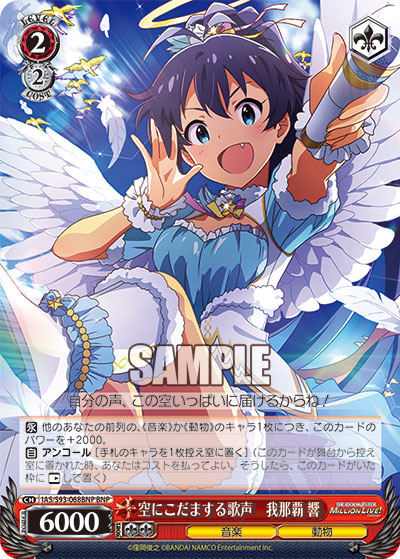 LEVEL
2
2
COST
SAMPLE
自分の声、この空いっぱいに届けるからね!
永 他のあなたの前列の、《音楽》か《動物》のキャラ1枚につき、このカードの
パワーを+2000。
自 アンコール [手札のキャラを1枚控え室に置く] (このカードが舞台から控え室
に置かれた時、あなたはコストを払ってよい。そうしたら、このカードがいた枠
に置く)
CH IAS/S93-068BNP BNP
空にこだまする歌声 我那覇 響
THE IDOLM@STER MILLION LIVE!
6000
音楽
動物
©窪岡俊之 ©BANDAI NAMCO Entertainment Inc.